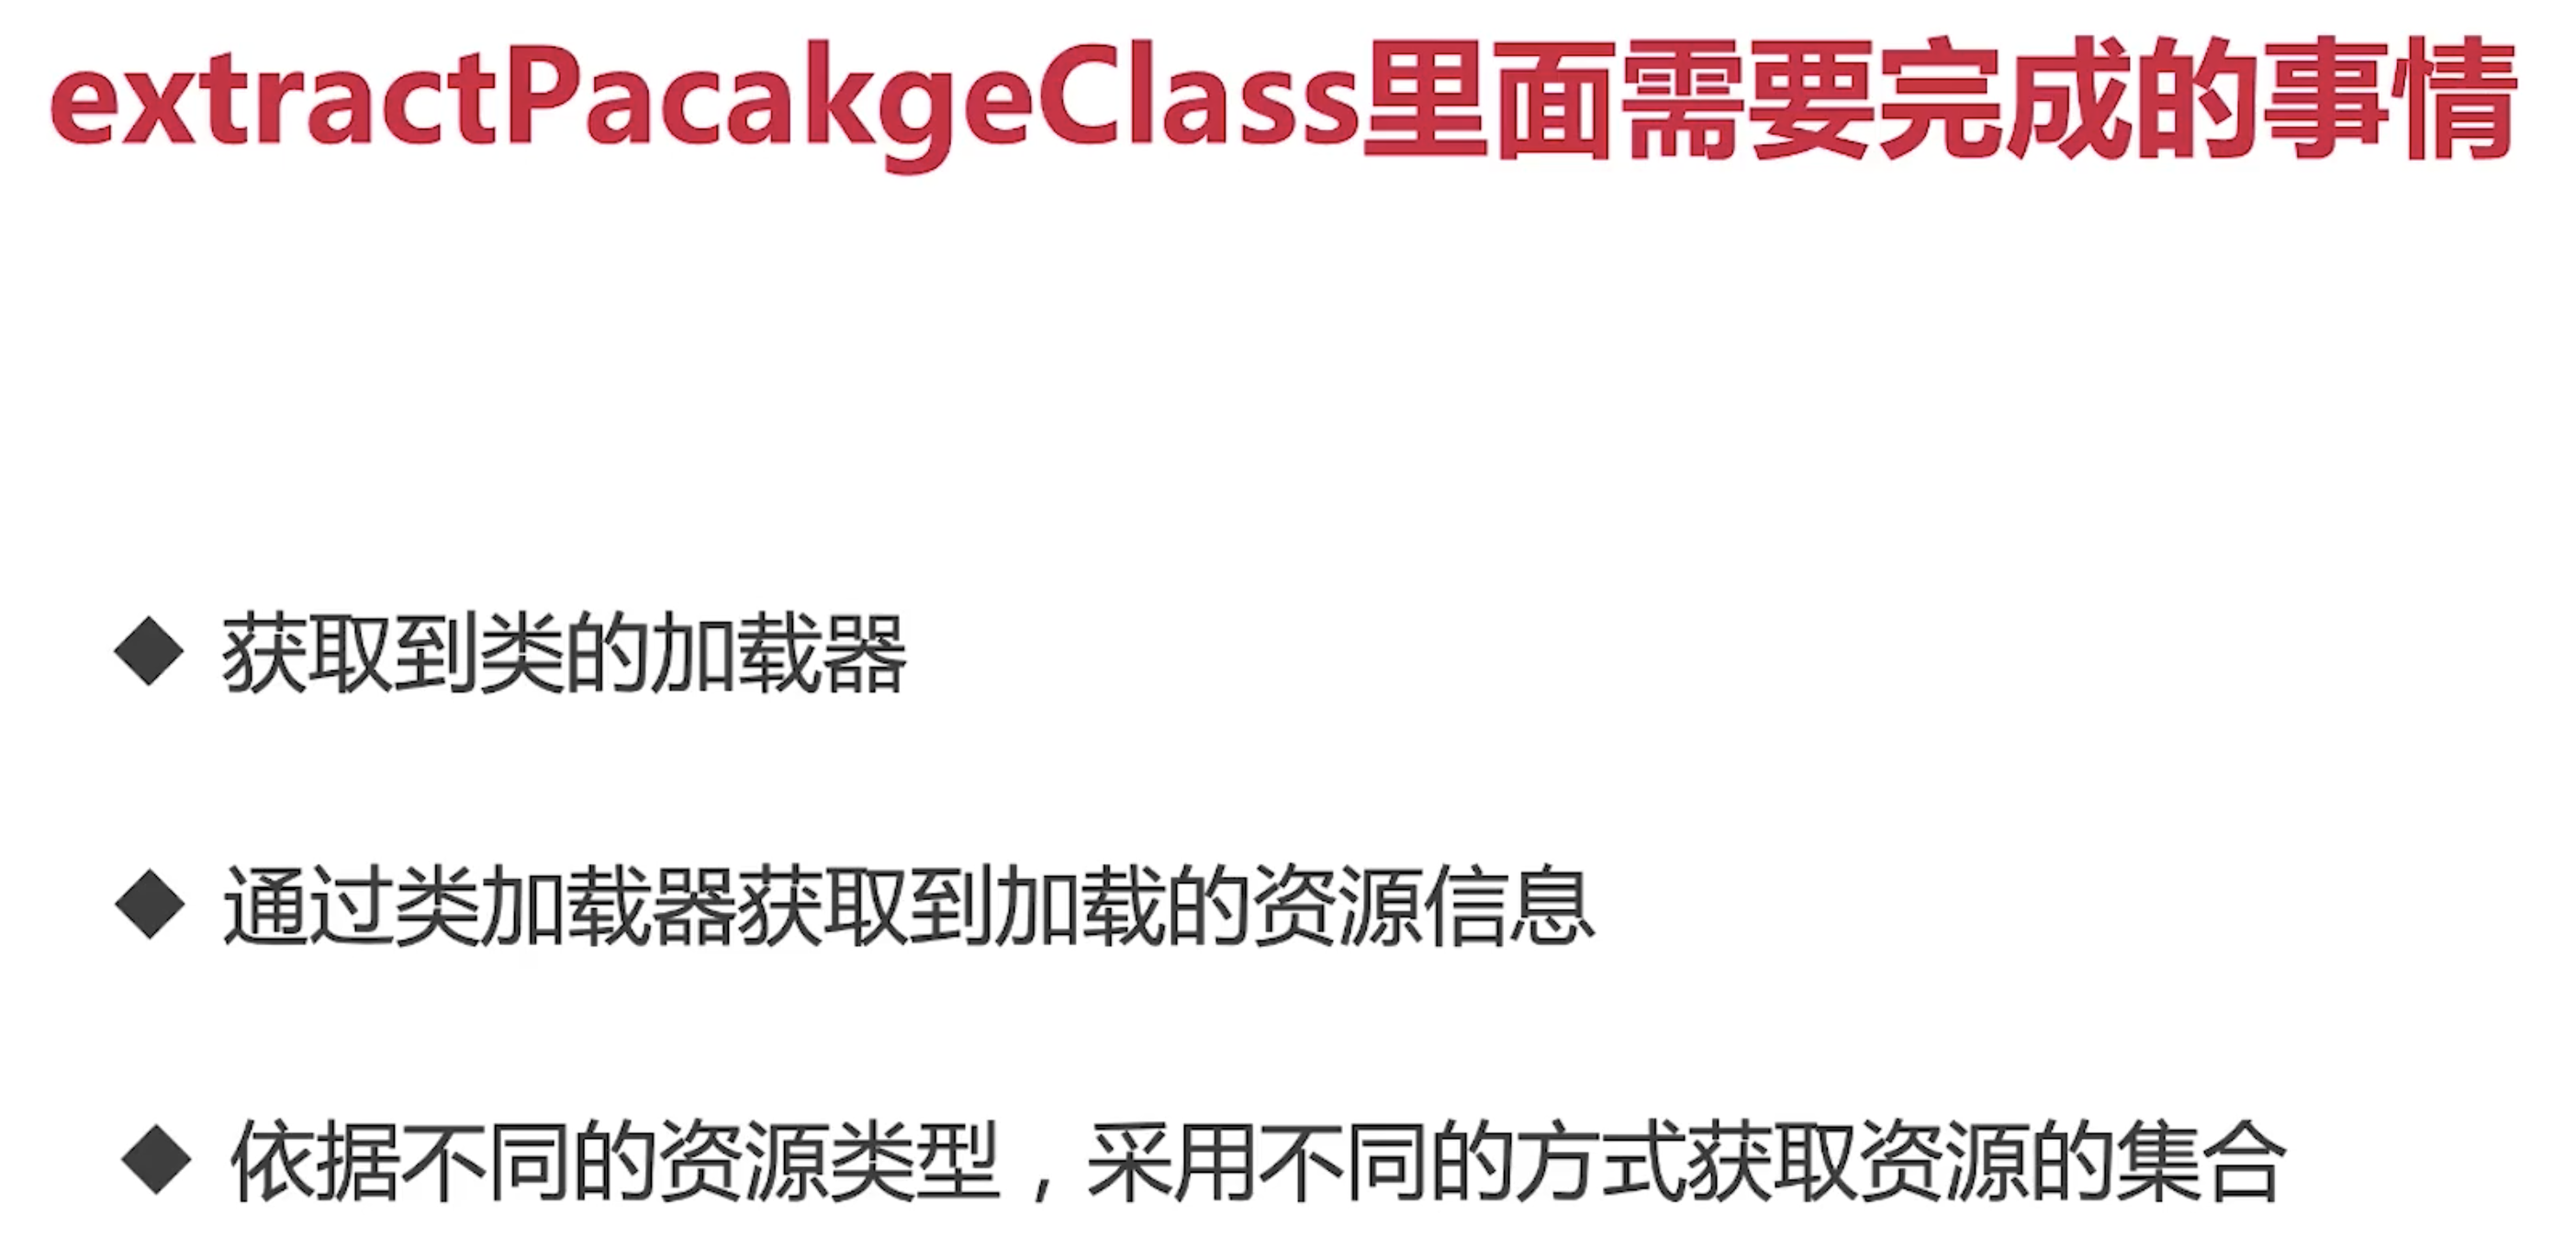 extractPacakgeClass里面需要完成的事情
◆ 获取到类的加载器
◆ 通过类加载器获取到加载的资源信息
◆ 依据不同的资源类型，采用不同的方式获取资源的集合